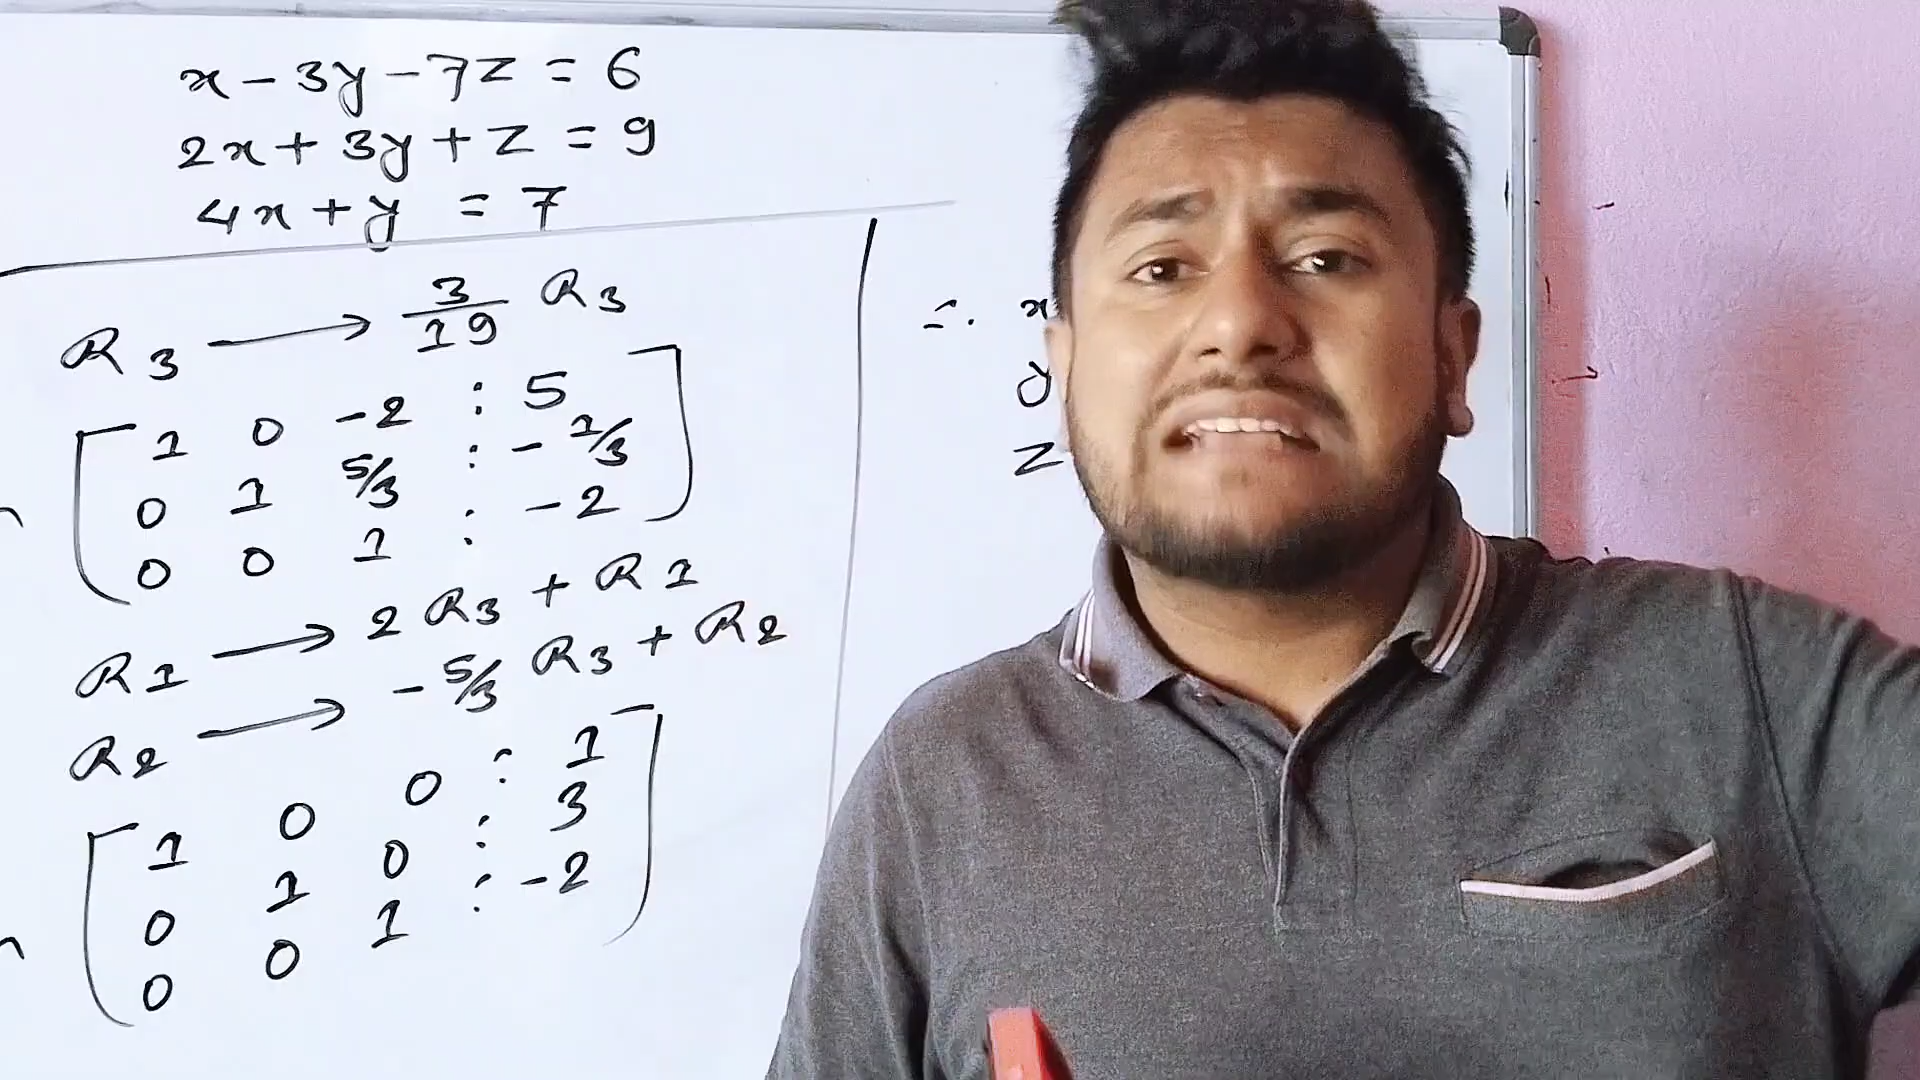 x - 3y - 7z = 6
2x + 3y + z = 9
4x + y = 7
R3 → 3/19 R3
[ 1 0 -2 : 5
0 1 5/3 : -1/3
0 0 1 : -2 ]
R1 → 2 R3 + R1
R2 → -5/3 R3 + R2
[ 1 0 0 : 1
0 1 0 : 3
0 0 1 : -2 ]
∴ x
y
z